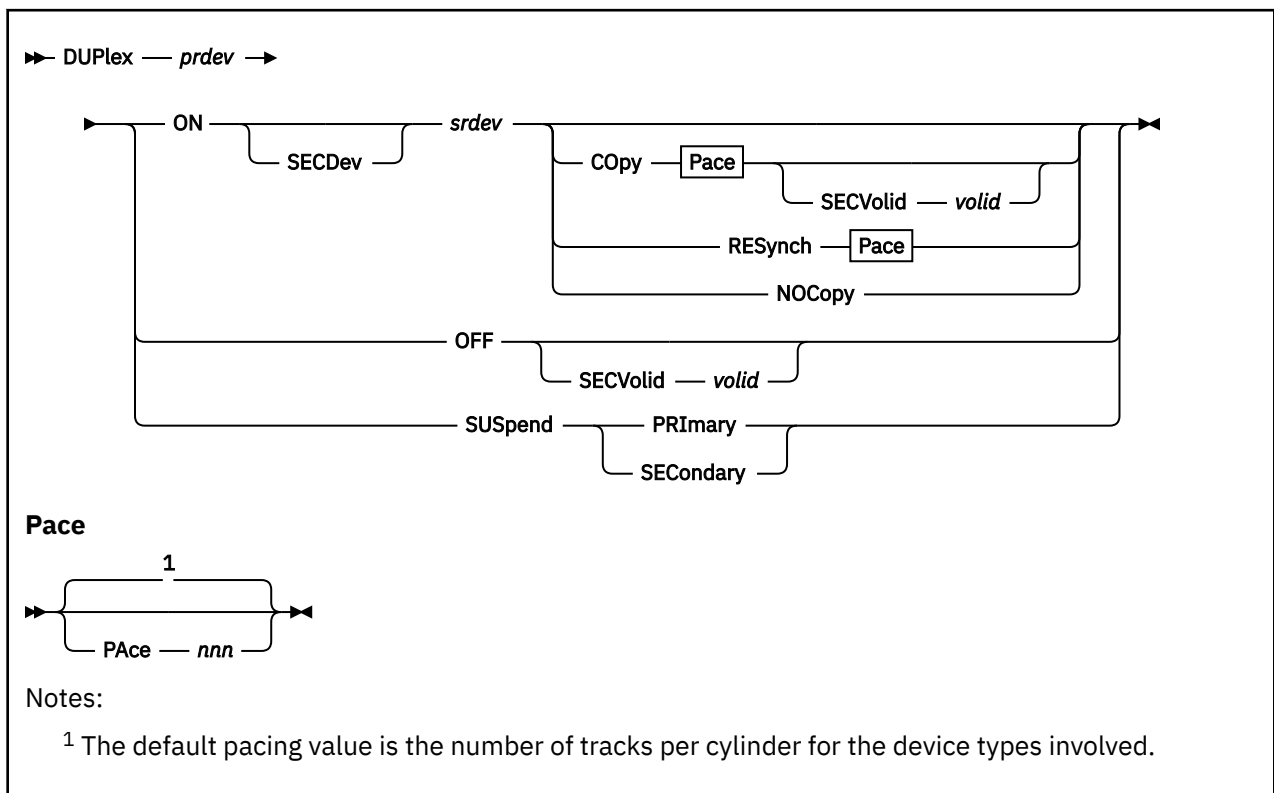 DUPlex prdev
ON SECDev srdev
COpy Pace SECVolid volid
RESynch Pace
NOCopy
OFF SECVolid volid
SUSpend PRImary
SECondary
Pace
1
PAce nnn
Notes:
1 The default pacing value is the number of tracks per cylinder for the device types involved.